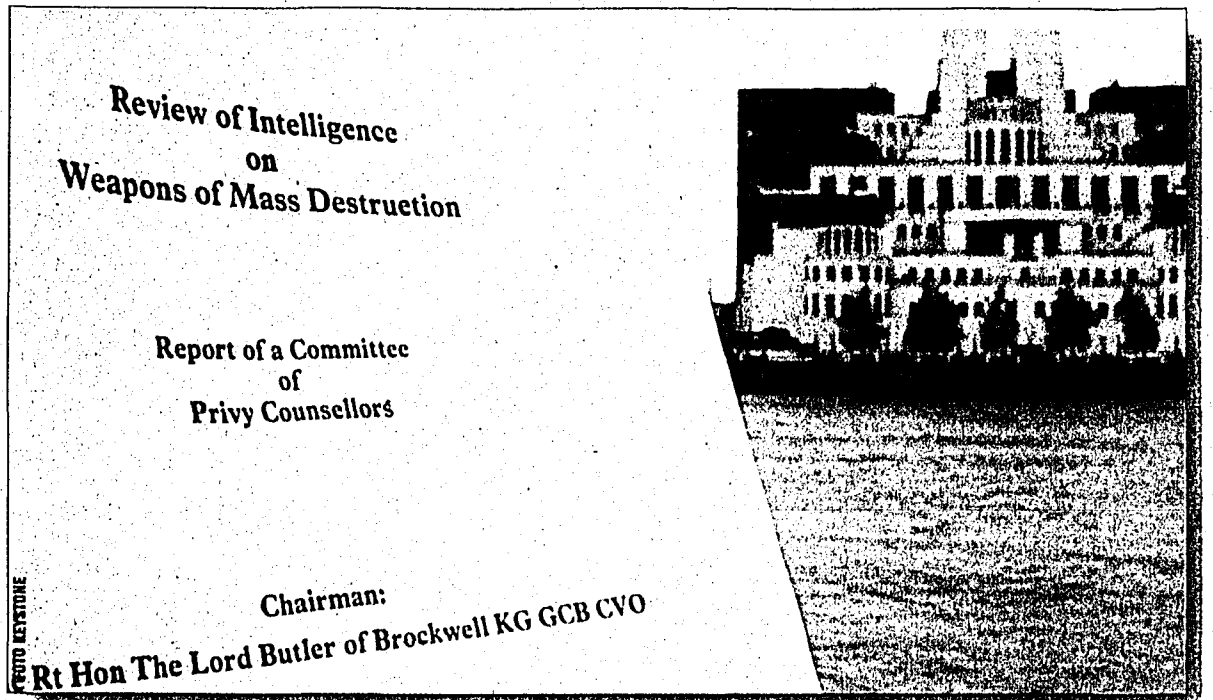 Review of Intelligence
on
Weapons of Mass Destruction
Report of a Committee
of
Privy Counsellors
Chairman:
Rt Hon The Lord Butler of Brockwell KG GCB CVO
FOTO KEYSTONE